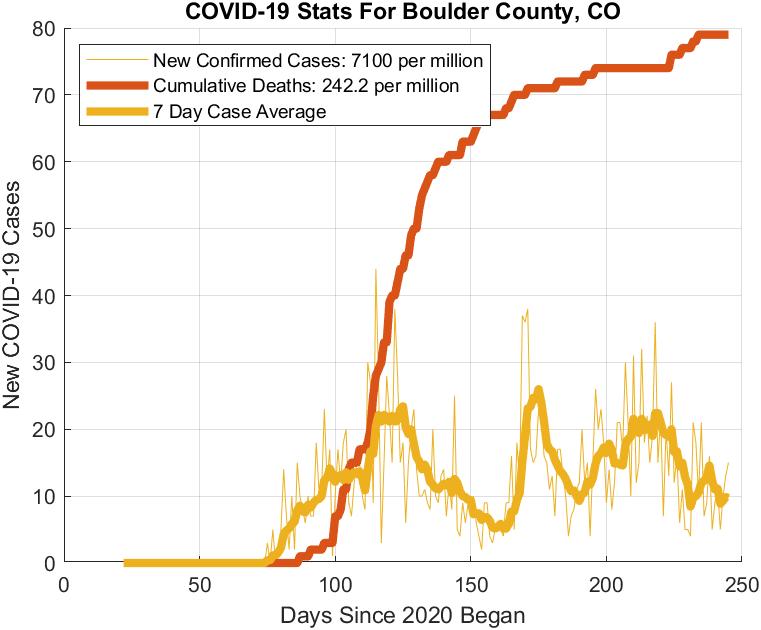 COVID-19 Stats For Boulder County, CO
New Confirmed Cases: 7100 per million
Cumulative Deaths: 242.2 per million
7 Day Case Average
80
70
60
50
40
30
20
10
0
New COVID-19 Cases
0 50 100 150 200 250
Days Since 2020 Began